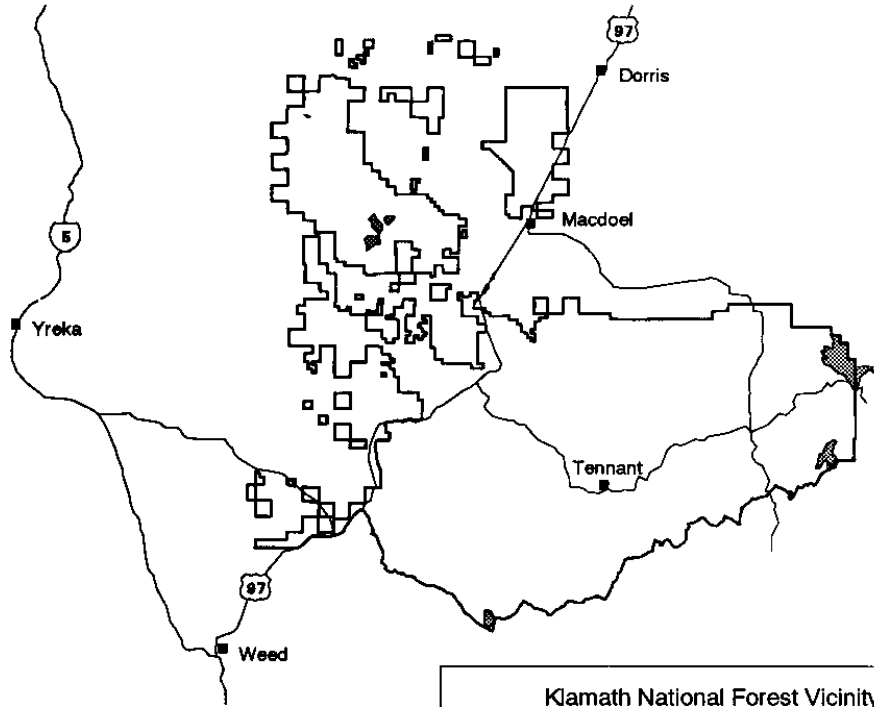 97
Dorris
Macdoel
5
Yreka
Tennant
97
Weed
Klamath National Forest Vicinity